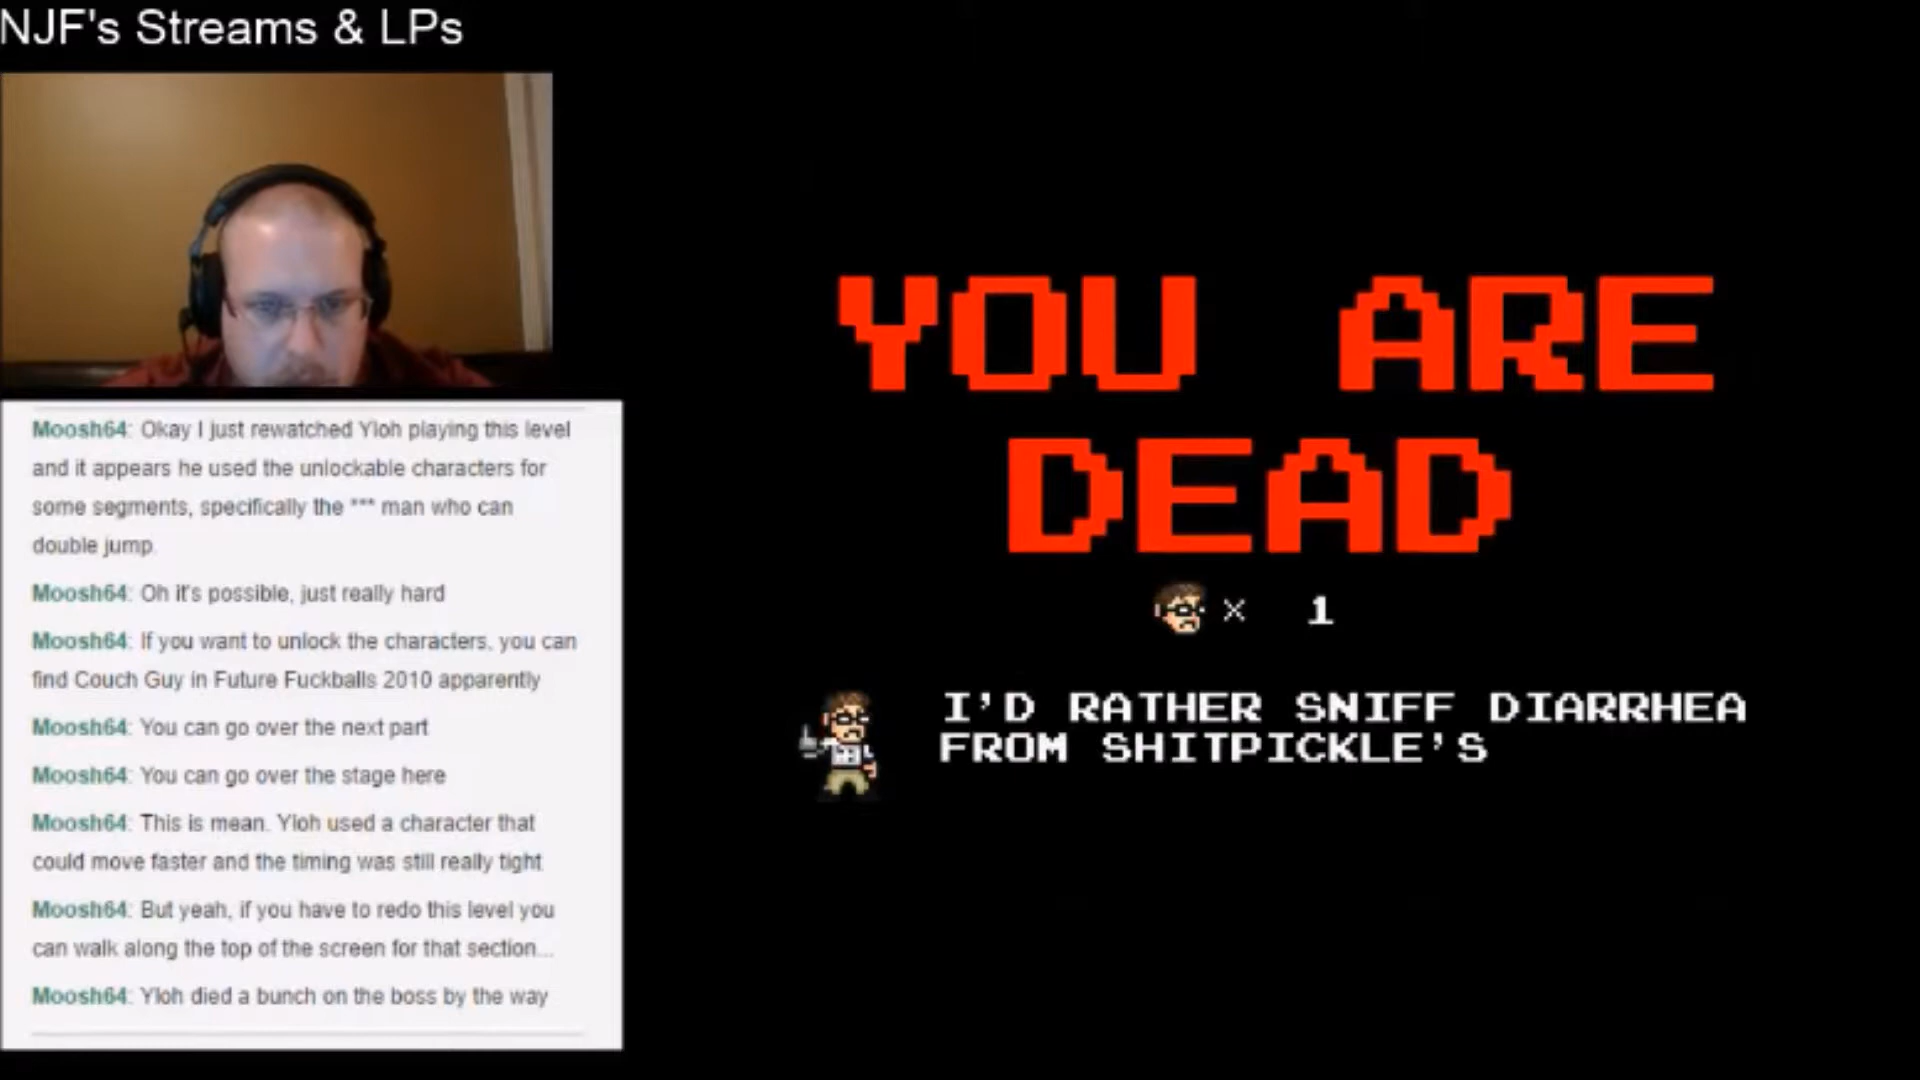 NJF's Streams & LPs
Moosh64: Okay I just rewatched Yloh playing this level
and it appears he used the unlockable characters for
some segments, specifically the *** man who can
double jump.
Moosh64: Oh it's possible, just really hard
Moosh64: If you want to unlock the characters, you can
find Couch Guy in Future Fuckballs 2010 apparently
Moosh64: You can go over the next part
Moosh64: You can go over the stage here
Moosh64: This is mean. Yloh used a character that
could move faster and the timing was still really tight
Moosh64: But yeah, if you have to redo this level you
can walk along the top of the screen for that section...
Moosh64: Yloh died a bunch on the boss by the way
YOU ARE
DEAD
× 1
I'D RATHER SNIFF DIARRHEA
FROM SHITPICKLE'S